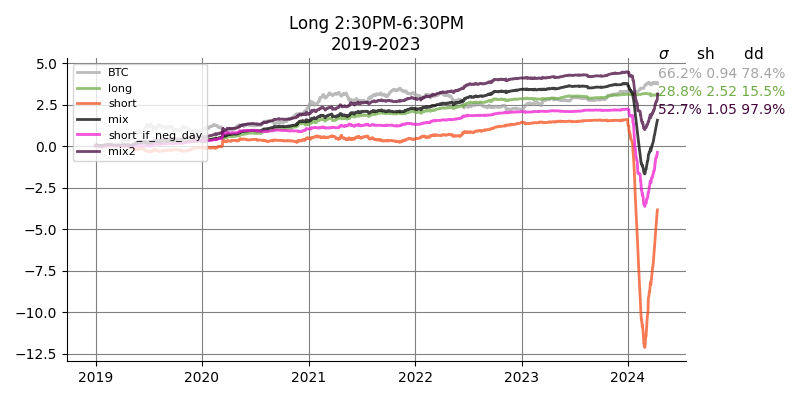 Long 2:30PM-6:30PM
2019-2023
σ sh dd
66.2% 0.94 78.4%
28.8% 2.52 15.5%
52.7% 1.05 97.9%
BTC
long
short
mix
short_if_neg_day
mix2
5.0
2.5
0.0
−2.5
−5.0
−7.5
−10.0
−12.5
2019 2020 2021 2022 2023 2024